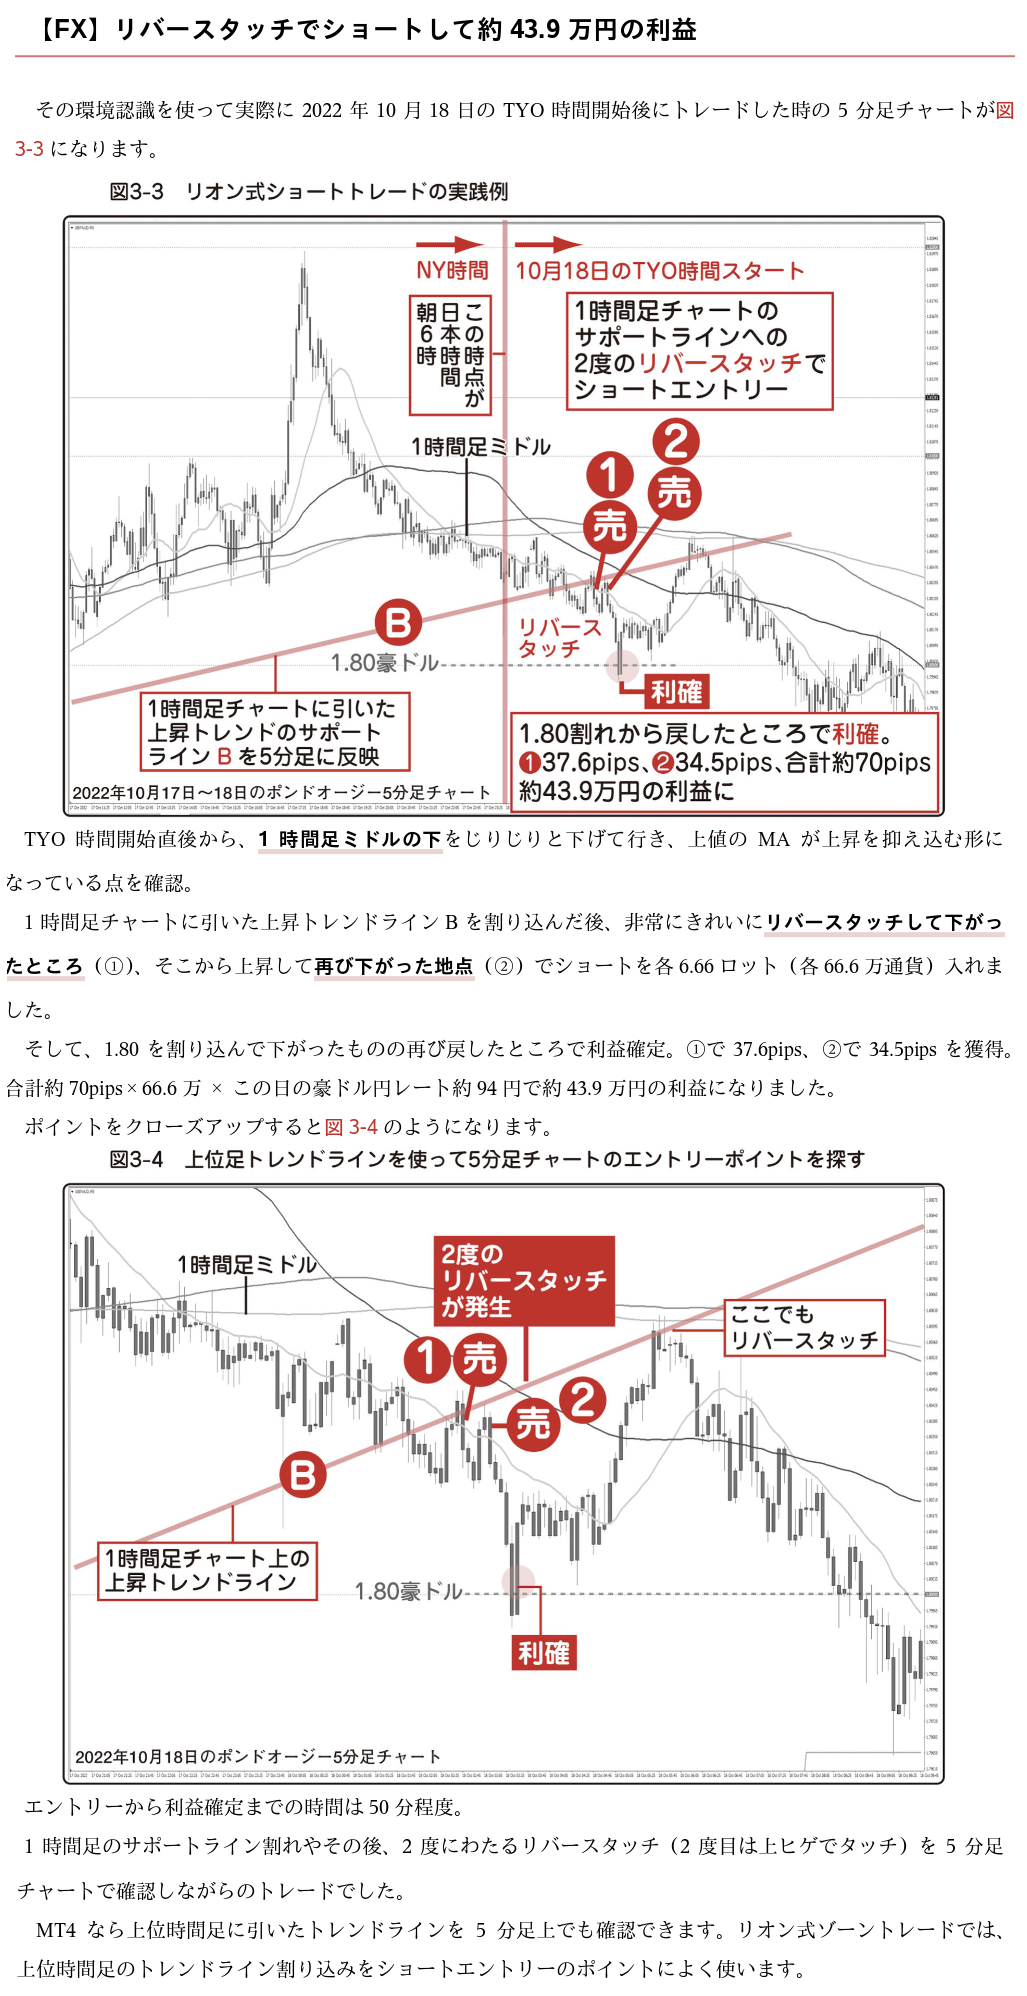 【FX】リバースタッチでショートして約 43.9 万円の利益
その環境認識を使って実際に 2022 年 10 月 18 日の TYO 時間開始後にトレードした時の 5 分足チャートが図
3-3 になります。
図3-3　リオン式ショートトレードの実践例
NY時間
10月18日のTYO時間スタート
この時点が
日本時間
朝6時
1時間足チャートの
サポートラインへの
2度のリバースタッチで
ショートエントリー
1時間足ミドル
1
2
売
売
B
リバース
タッチ
1.80豪ドル
利確
1時間足チャートに引いた
上昇トレンドのサポート
ライン B を5分足に反映
1.80割れから戻したところで利確。
❶37.6pips、❷34.5pips、合計約70pips
約43.9万円の利益に
2022年10月17日〜18日のポンドオージー5分足チャート
TYO 時間開始直後から、1 時間足ミドルの下をじりじりと下げて行き、上値の MA が上昇を抑え込む形に
なっている点を確認。
1 時間足チャートに引いた上昇トレンドライン B を割り込んだ後、非常にきれいにリバースタッチして下がっ
たところ（①）、そこから上昇して再び下がった地点（②）でショートを各 6.66 ロット（各 66.6 万通貨）入れま
した。
そして、1.80 を割り込んで下がったものの再び戻したところで利益確定。①で 37.6pips、②で 34.5pips を獲得。
合計約 70pips × 66.6 万 × この日の豪ドル円レート約 94 円で約 43.9 万円の利益になりました。
ポイントをクローズアップすると図 3-4 のようになります。
図3-4　上位足トレンドラインを使って5分足チャートのエントリーポイントを探す
1時間足ミドル
2度の
リバースタッチ
が発生
ここでも
リバースタッチ
1 売
売 2
B
1時間足チャート上の
上昇トレンドライン
1.80豪ドル
利確
2022年10月18日のポンドオージー5分足チャート
エントリーから利益確定までの時間は 50 分程度。
1 時間足のサポートライン割れやその後、2 度にわたるリバースタッチ（2 度目は上ヒゲでタッチ）を 5 分足
チャートで確認しながらのトレードでした。
MT4 なら上位時間足に引いたトレンドラインを 5 分足上でも確認できます。リオン式ゾーントレードでは、
上位時間足のトレンドライン割り込みをショートエントリーのポイントによく使います。